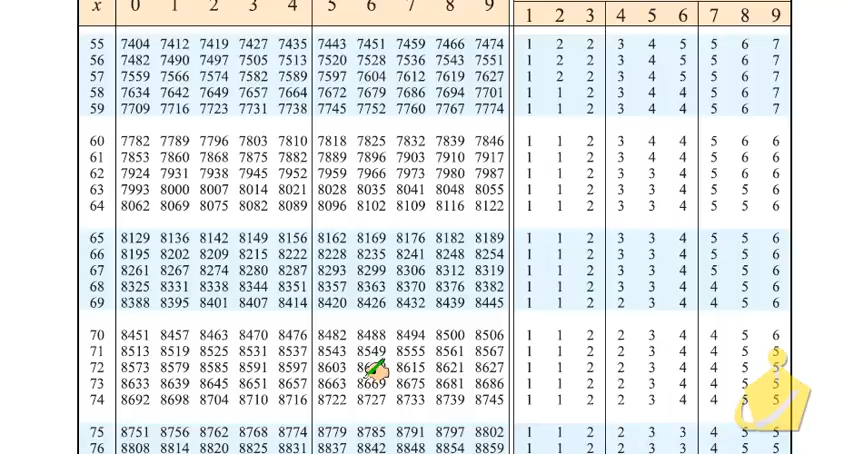 x 0 1 2 3 4 5 6 7 8 9 1 2 3 4 5 6 7 8 9
55 7404 7412 7419 7427 7435 7443 7451 7459 7466 7474 1 2 2 3 4 5 5 6 7
56 7482 7490 7497 7505 7513 7520 7528 7536 7543 7551 1 2 2 3 4 5 5 6 7
57 7559 7566 7574 7582 7589 7597 7604 7612 7619 7627 1 2 2 3 4 5 5 6 7
58 7634 7642 7649 7657 7664 7672 7679 7686 7694 7701 1 1 2 3 4 4 5 6 7
59 7709 7716 7723 7731 7738 7745 7752 7760 7767 7774 1 1 2 3 4 4 5 6 7
60 7782 7789 7796 7803 7810 7818 7825 7832 7839 7846 1 1 2 3 4 4 5 6 6
61 7853 7860 7868 7875 7882 7889 7896 7903 7910 7917 1 1 2 3 4 4 5 6 6
62 7924 7931 7938 7945 7952 7959 7966 7973 7980 7987 1 1 2 3 3 4 5 6 6
63 7993 8000 8007 8014 8021 8028 8035 8041 8048 8055 1 1 2 3 3 4 5 5 6
64 8062 8069 8075 8082 8089 8096 8102 8109 8116 8122 1 1 2 3 3 4 5 5 6
65 8129 8136 8142 8149 8156 8162 8169 8176 8182 8189 1 1 2 3 3 4 5 5 6
66 8195 8202 8209 8215 8222 8228 8235 8241 8248 8254 1 1 2 3 3 4 5 5 6
67 8261 8267 8274 8280 8287 8293 8299 8306 8312 8319 1 1 2 3 3 4 5 5 6
68 8325 8331 8338 8344 8351 8357 8363 8370 8376 8382 1 1 2 3 3 4 4 5 6
69 8388 8395 8401 8407 8414 8420 8426 8432 8439 8445 1 1 2 2 3 4 4 5 6
70 8451 8457 8463 8470 8476 8482 8488 8494 8500 8506 1 1 2 2 3 4 4 5 6
71 8513 8519 8525 8531 8537 8543 8549 8555 8561 8567 1 1 2 2 3 4 4 5 5
72 8573 8579 8585 8591 8597 8603 8615 8621 8627 1 1 2 2 3 4 4 5 5
73 8633 8639 8645 8651 8657 8663 8669 8675 8681 8686 1 1 2 2 3 4 4 5 5
74 8692 8698 8704 8710 8716 8722 8727 8733 8739 8745 1 1 2 2 3 4 4 5 5
75 8751 8756 8762 8768 8774 8779 8785 8791 8797 8802 1 1 2 2 3 3 4 5 5
76 8808 8814 8820 8825 8831 8837 8842 8848 8854 8859 1 1 2 2 3 3 4 5 5